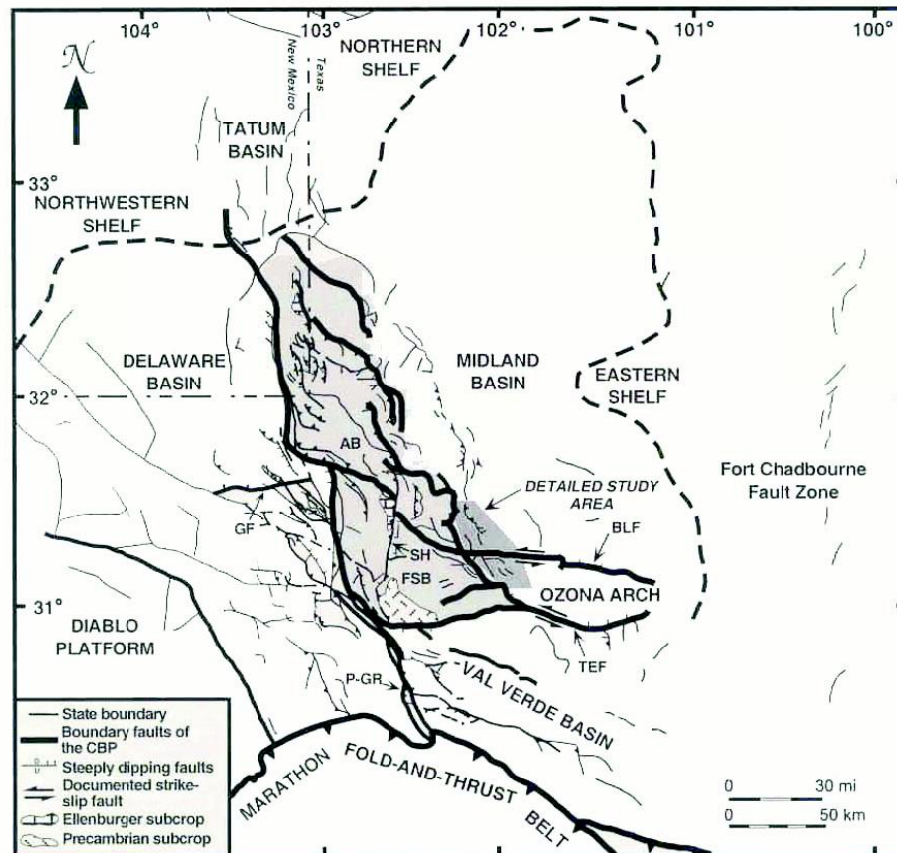 104°
103°
102°
101°
100°
N
New Mexico
Texas
NORTHERN
SHELF
TATUM
BASIN
33°
NORTHWESTERN
SHELF
DELAWARE
BASIN
MIDLAND
BASIN
EASTERN
SHELF
32°
AB
Fort Chadbourne
Fault Zone
DETAILED STUDY
AREA
BLF
GF
SH
FSB
OZONA ARCH
31°
DIABLO
PLATFORM
TEF
P-GR
VAL VERDE BASIN
MARATHON FOLD-AND-THRUST BELT
State boundary
Boundary faults of
the CBP
Steeply dipping faults
Documented strike-
slip fault
Ellenburger subcrop
Precambrian subcrop
0 30 mi
0 50 km